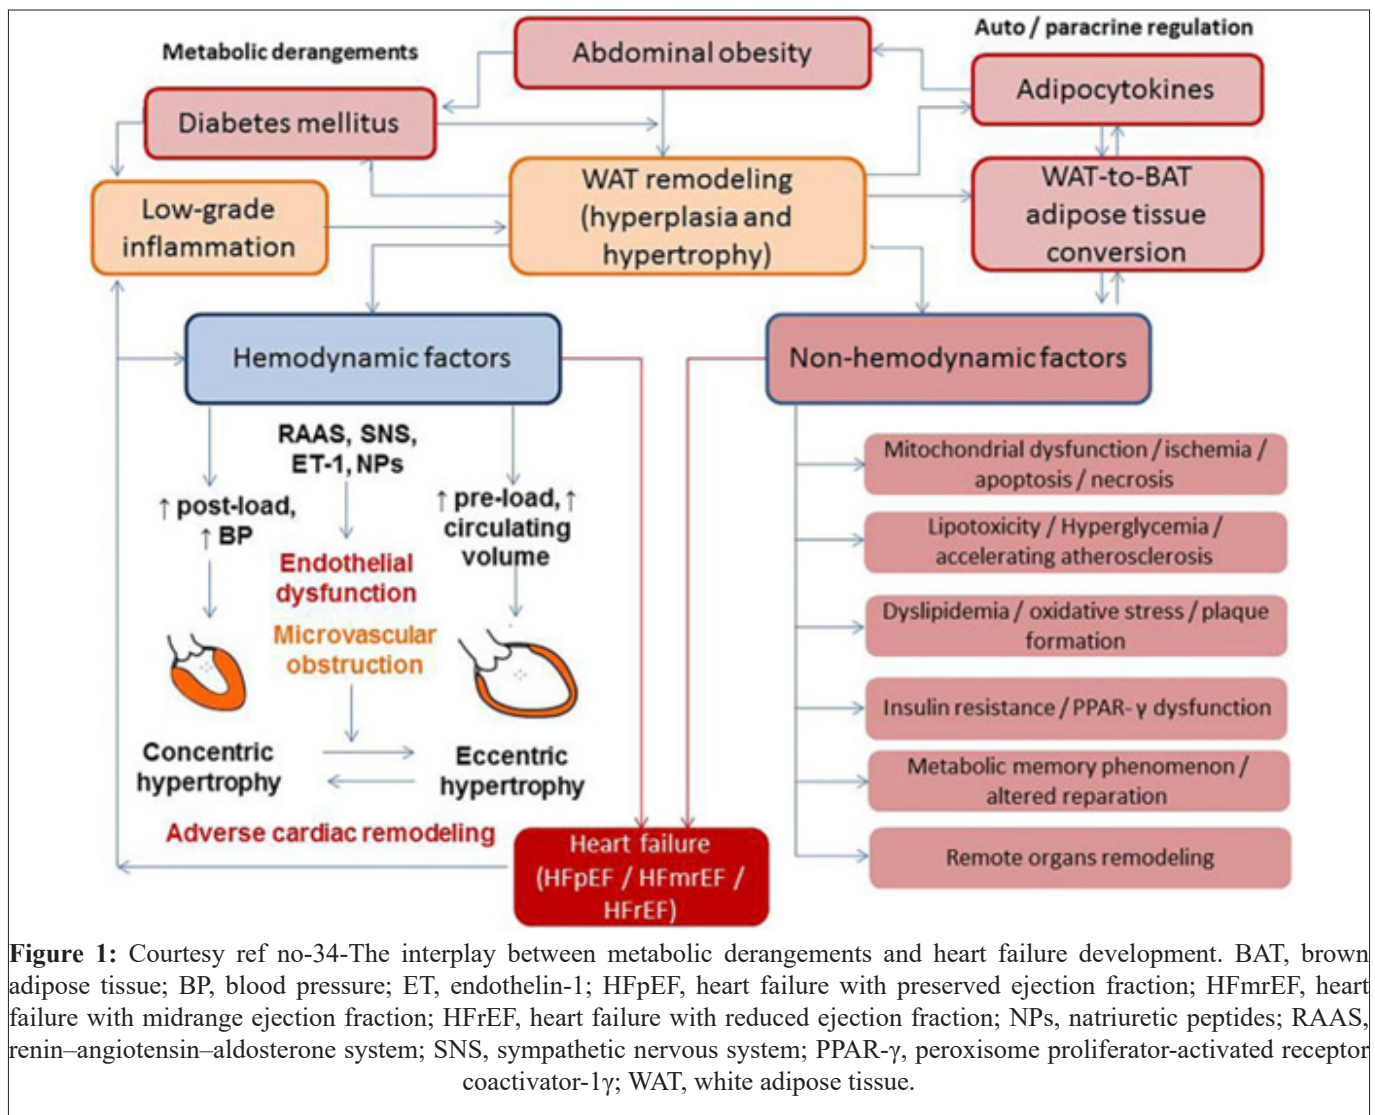 Metabolic derangements
Abdominal obesity
Auto / paracrine regulation
Diabetes mellitus
Adipocytokines
Low-grade
inflammation
WAT remodeling
(hyperplasia and
hypertrophy)
WAT-to-BAT
adipose tissue
conversion
Hemodynamic factors
Non-hemodynamic factors
RAAS, SNS,
ET-1, NPs
↑ post-load,
↑ BP
↑ pre-load, ↑
circulating
volume
Endothelial
dysfunction
Microvascular
obstruction
Concentric
hypertrophy
Eccentric
hypertrophy
Adverse cardiac remodeling
Heart failure
(HFpEF / HFmrEF /
HFrEF)
Mitochondrial dysfunction / ischemia /
apoptosis / necrosis
Lipotoxicity / Hyperglycemia /
accelerating atherosclerosis
Dyslipidemia / oxidative stress / plaque
formation
Insulin resistance / PPAR- γ dysfunction
Metabolic memory phenomenon /
altered reparation
Remote organs remodeling
Figure 1: Courtesy ref no-34-The interplay between metabolic derangements and heart failure development. BAT, brown
adipose tissue; BP, blood pressure; ET, endothelin-1; HFpEF, heart failure with preserved ejection fraction; HFmrEF, heart
failure with midrange ejection fraction; HFrEF, heart failure with reduced ejection fraction; NPs, natriuretic peptides; RAAS,
renin–angiotensin–aldosterone system; SNS, sympathetic nervous system; PPAR-γ, peroxisome proliferator-activated receptor
coactivator-1γ; WAT, white adipose tissue.